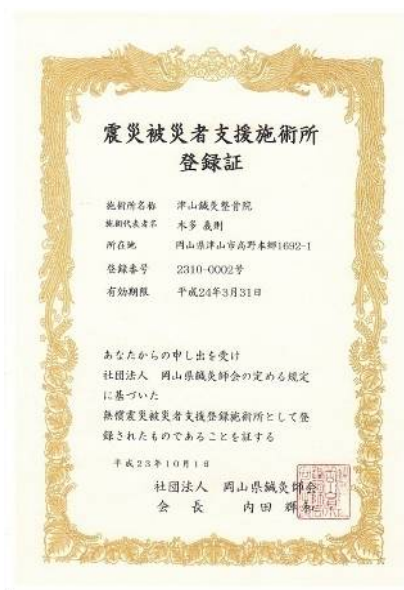 震災被災者支援施術所
登録証
施術所名称 津山鍼灸整骨院
施術代表者名 木多 義則
所在地 岡山県津山市高野本郷1692-1
登録番号 2310-0002号
有効期限 平成24年3月31日
あなたからの申し出を受け
社団法人 岡山県鍼灸師会の定める規定
に基づいた
無償震災被災者支援登録施術所として登
録されたものであることを証する
平成23年10月1日
社団法人 岡山県鍼灸師会
会長 内田 輝和